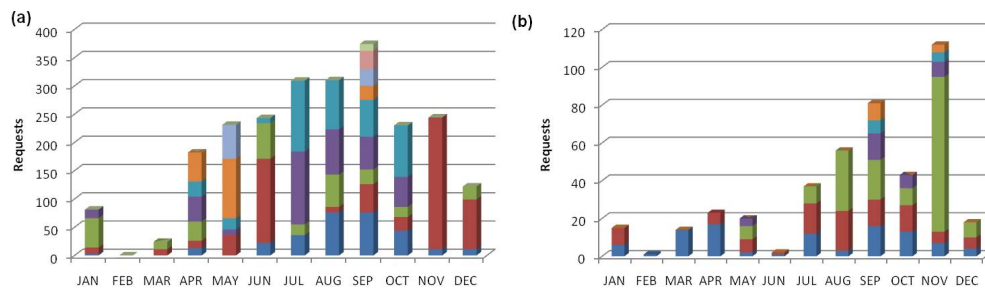 (a)
Requests
400
350
300
250
200
150
100
50
0
JAN FEB MAR APR MAY JUN JUL AUG SEP OCT NOV DEC
(b)
Requests
120
100
80
60
40
20
0
JAN FEB MAR APR MAY JUN JUL AUG SEP OCT NOV DEC